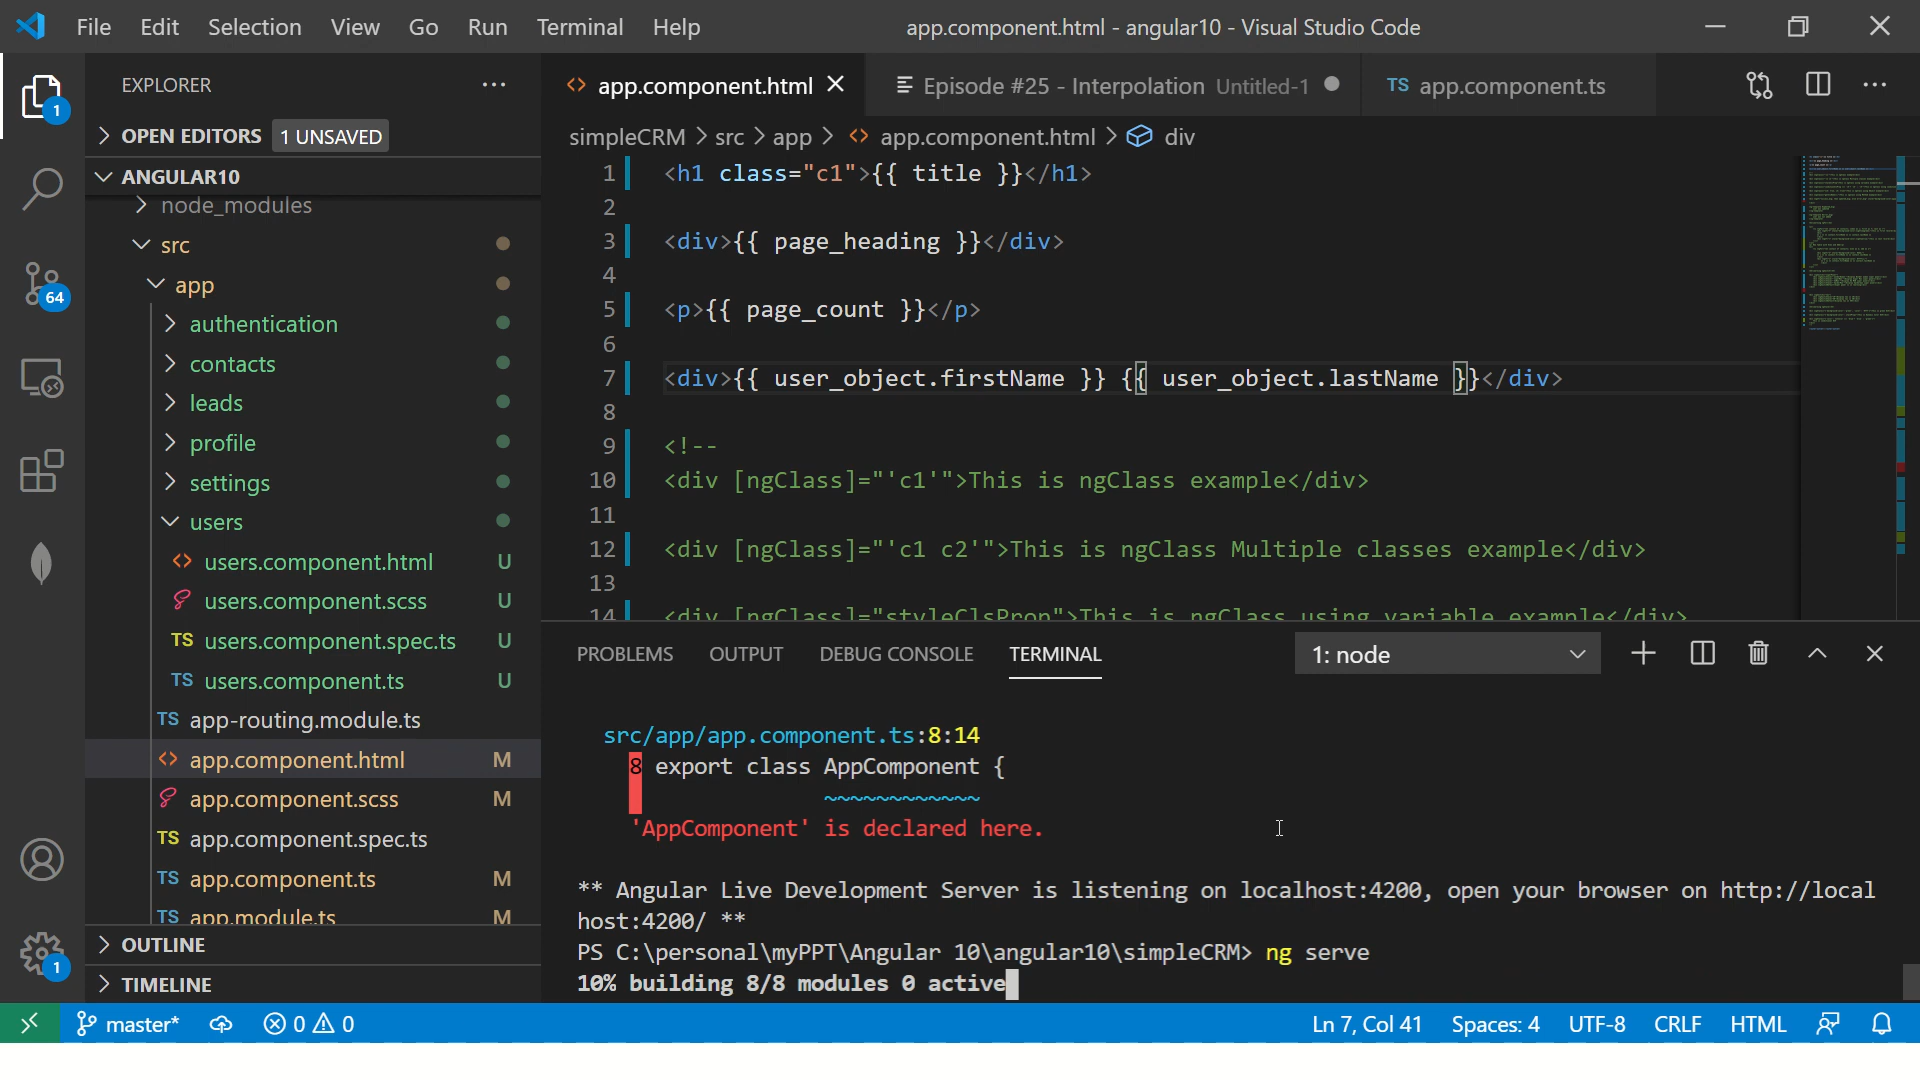 File Edit Selection View Go Run Terminal Help
app.component.html - angular10 - Visual Studio Code
EXPLORER
1
OPEN EDITORS 1 UNSAVED
ANGULAR10
node_modules
src
app
authentication
contacts
leads
profile
settings
users
users.component.html U
users.component.scss U
TS users.component.spec.ts U
TS users.component.ts U
TS app-routing.module.ts
app.component.html M
app.component.scss M
TS app.component.spec.ts
TS app.component.ts M
TS app.module.ts M
OUTLINE
TIMELINE
64
1
app.component.html
Episode #25 - Interpolation Untitled-1
TS app.component.ts
simpleCRM > src > app > app.component.html > div
1 <h1 class="c1">{{ title }}</h1>
2
3 <div>{{ page_heading }}</div>
4
5 <p>{{ page_count }}</p>
6
7 <div>{{ user_object.firstName }} {{ user_object.lastName }}</div>
8
9 <!--
10 <div [ngClass]="'c1'">This is ngClass example</div>
11
12 <div [ngClass]="'c1 c2'">This is ngClass Multiple classes example</div>
13
14 <div [ngClass]="styleClsProp">This is ngClass using variable example</div>
PROBLEMS OUTPUT DEBUG CONSOLE TERMINAL
1: node
src/app/app.component.ts:8:14
8 export class AppComponent {
~~~~~~~~~~~~
'AppComponent' is declared here.
** Angular Live Development Server is listening on localhost:4200, open your browser on http://local
host:4200/ **
PS C:\personal\myPPT\Angular 10\angular10\simpleCRM> ng serve
10% building 8/8 modules 0 active
master* 0 0
Ln 7, Col 41 Spaces: 4 UTF-8 CRLF HTML